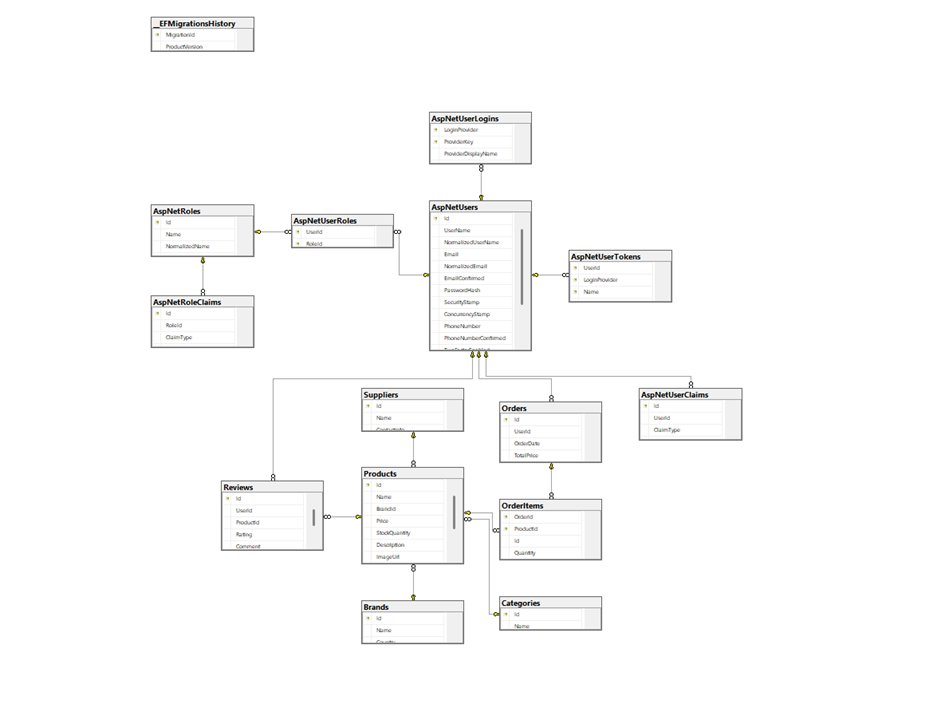 __EFMigrationsHistory
MigrationId
ProductVersion
AspNetUserLogins
LoginProvider
ProviderKey
ProviderDisplayName
AspNetUsers
Id
UserName
NormalizedUserName
Email
NormalizedEmail
EmailConfirmed
PasswordHash
SecurityStamp
ConcurrencyStamp
PhoneNumber
PhoneNumberConfirmed
AspNetRoles
Id
Name
NormalizedName
AspNetUserRoles
UserId
RoleId
AspNetUserTokens
UserId
LoginProvider
Name
AspNetRoleClaims
Id
RoleId
ClaimType
Suppliers
Id
Name
ContactInfo
Orders
Id
UserId
OrderDate
TotalPrice
AspNetUserClaims
Id
UserId
ClaimType
Reviews
Id
UserId
ProductId
Rating
Comment
Products
Id
Name
BrandId
Price
StockQuantity
Description
ImageUrl
OrderItems
OrderId
ProductId
Id
Quantity
Brands
Id
Name
Country
Categories
Id
Name